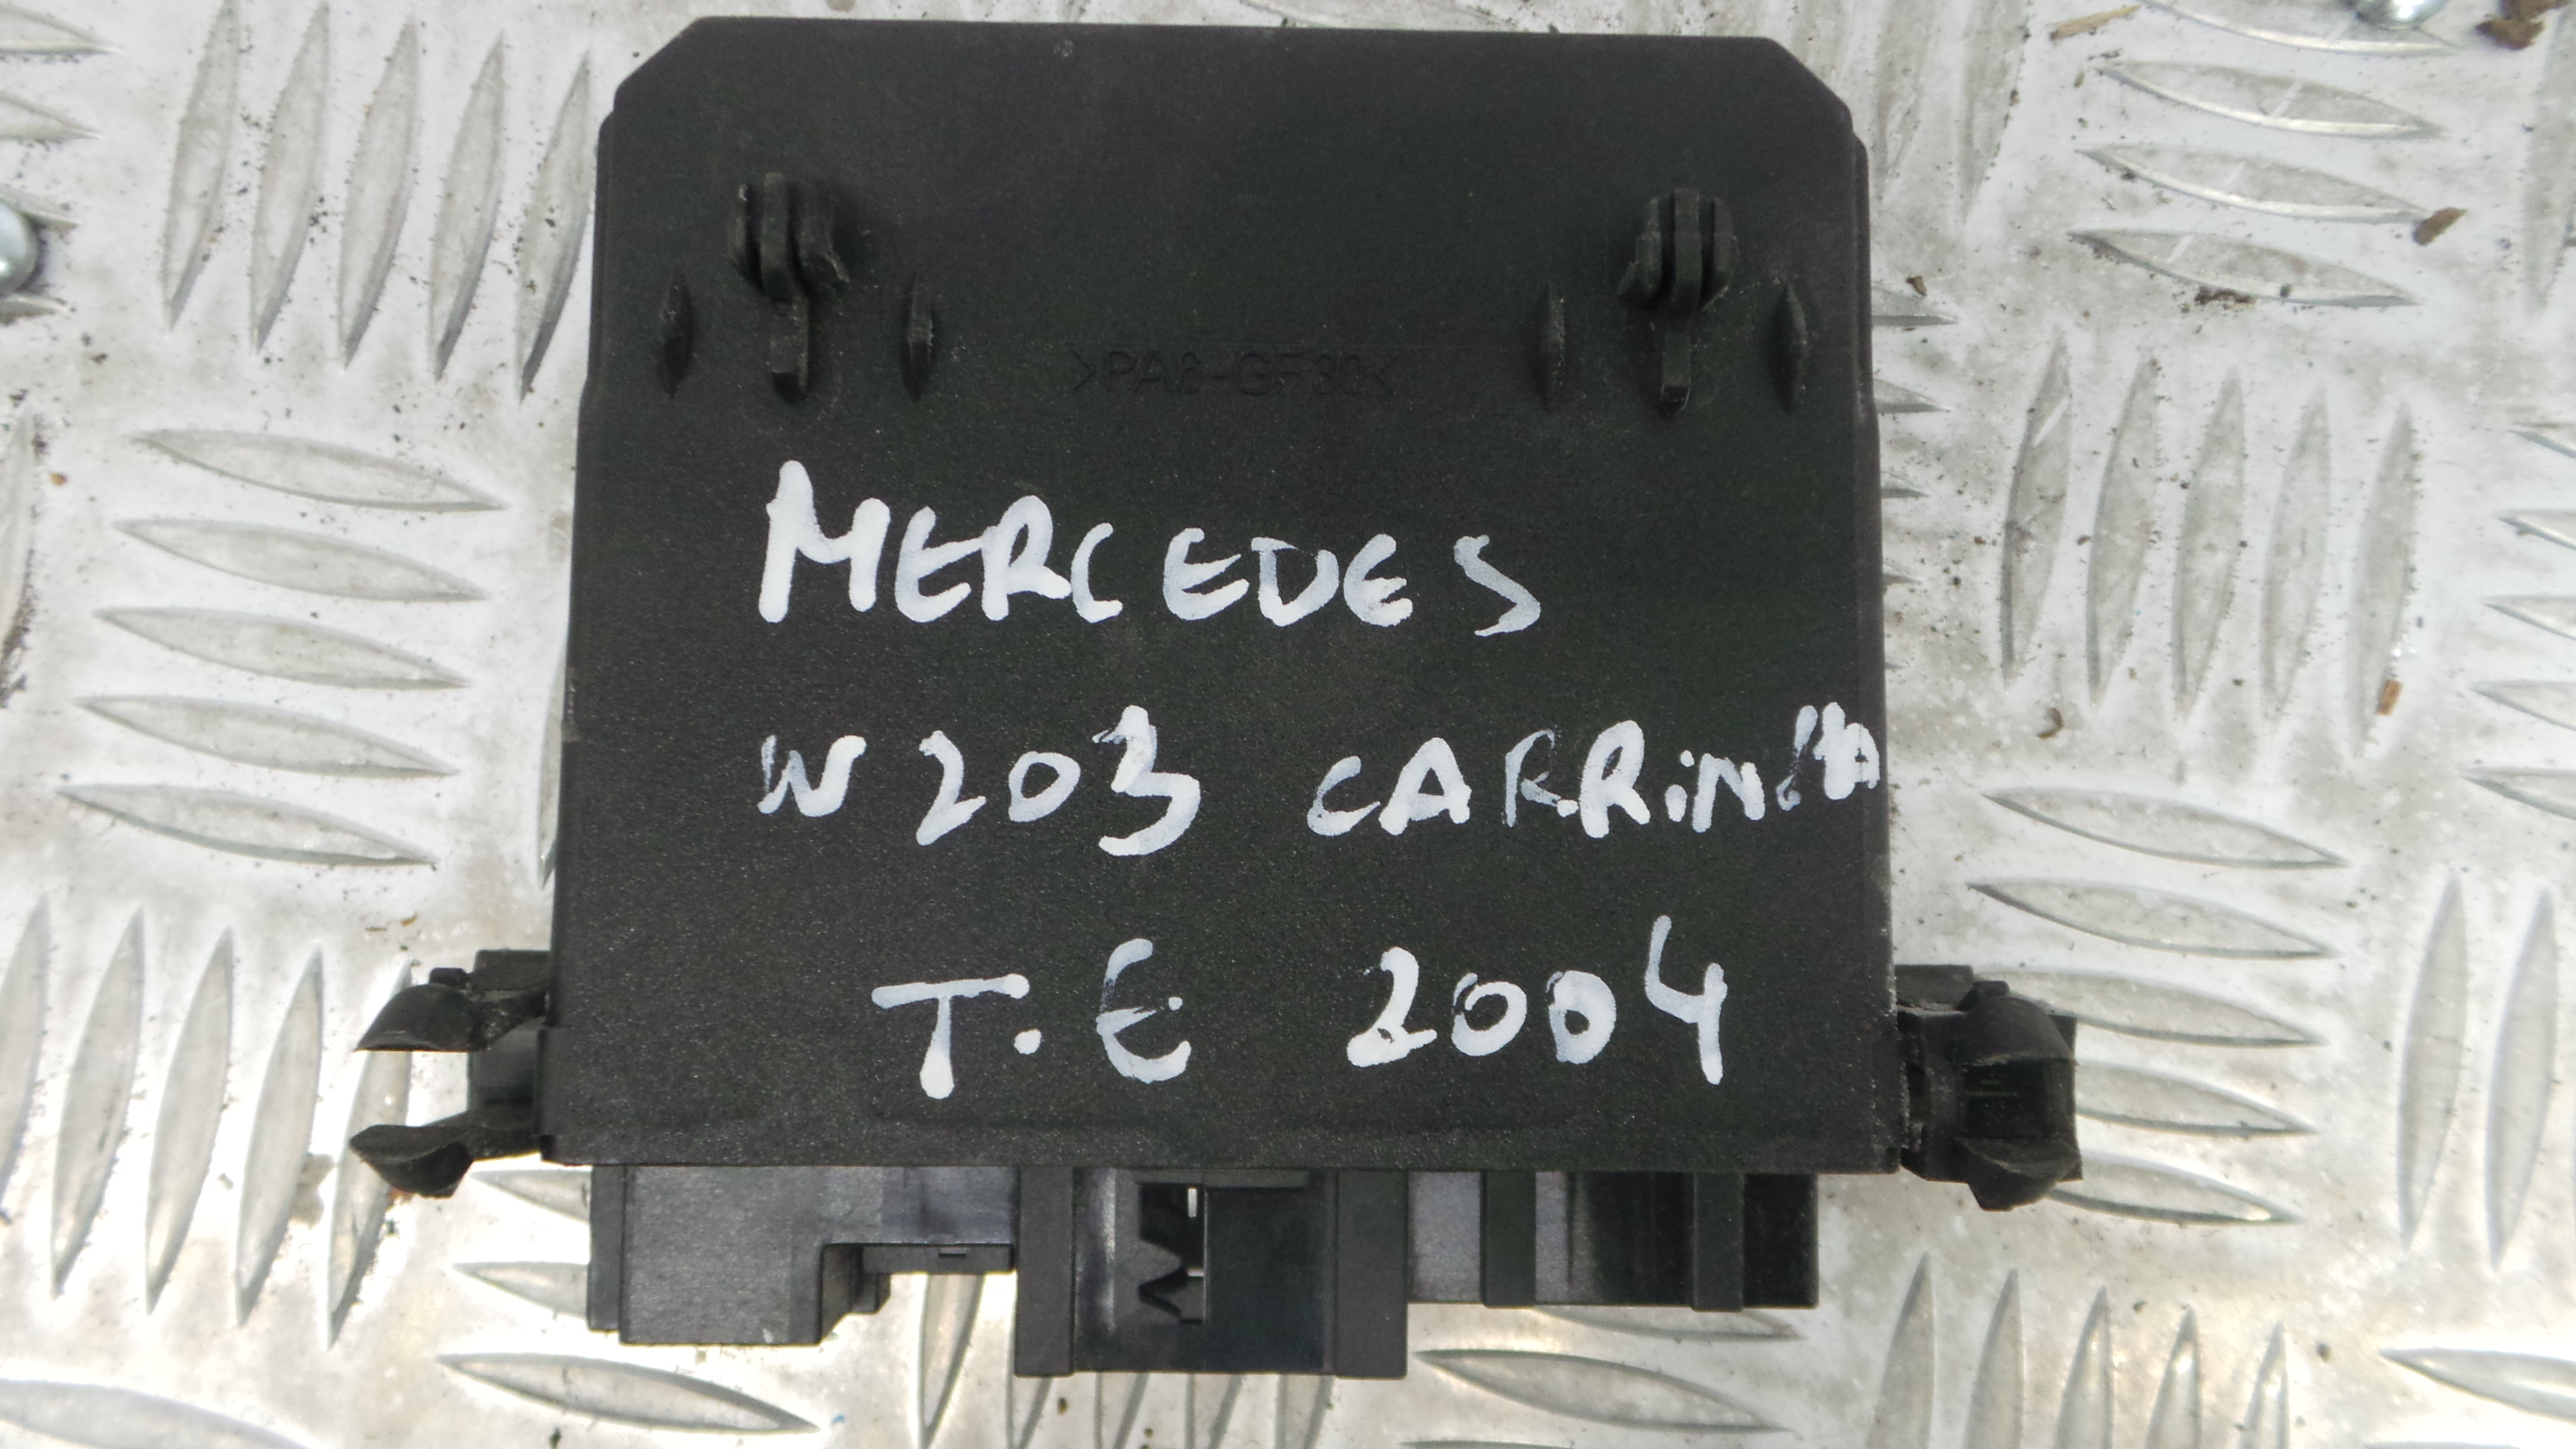 >PA6-GF30<
MERCEDES
W203 CARRiNHA
T.E 2004